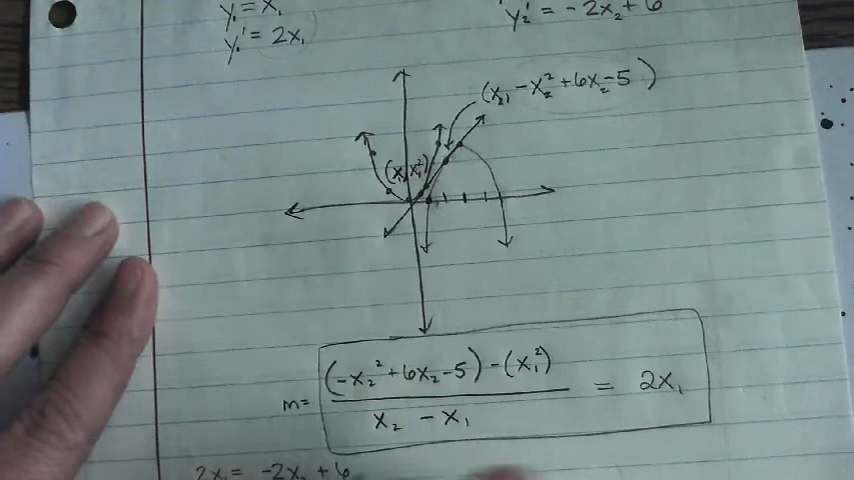 y₁ = x₁
y₁' = 2x₁
y₂' = -2x₂ + 6
(x₂, -x₂² + 6x₂ - 5)
(x₁, x₁²)
m = ((-x₂² + 6x₂ - 5) - (x₁²)) / (x₂ - x₁) = 2x₁
2x₁ = -2x₂ + 6